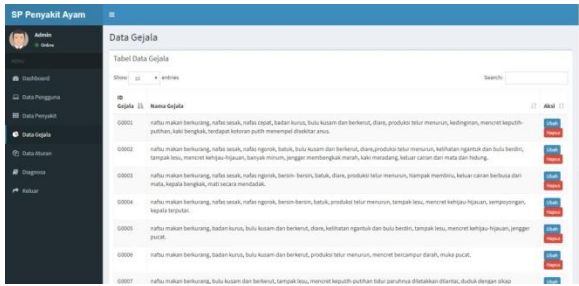 SP Penyakit Ayam
Admin
Online
MENU
Dashboard
Data Pengguna
Data Penyakit
Data Gejala
Data Aturan
Diagnosa
Keluar
Data Gejala
Tabel Data Gejala
Show 10 entries
Search:
ID Gejala Nama Gejala Aksi
G0001 nafsu makan berkurang, nafas sesak, nafas cepat, badan kurus, bulu kusam dan berkerut, diare, produksi telur menurun, kedinginan, mencret keputih-
putihan, kaki bengkak, terdapat kotoran putih menempel disekitar anus.
Ubah
Hapus
G0002 nafsu makan berkurang, nafas sesak, nafas ngorok, batuk, bulu kusam dan berkerut, diare,produksi telur menurun, kelihatan ngantuk dan bulu berdiri,
tampak lesu, mencret kehijau-hijauan, banyak minum, jengger membengkak merah, kaki meradang, keluar cairan dari mata dan hidung.
Ubah
Hapus
G0003 nafsu makan berkurang, nafas sesak, nafas ngorok, bersin- bersin, batuk, diare, produksi telur menurun, tampak membiru, keluar cairan berbusa dari
mata, kepala bengkak, mati secara mendadak.
Ubah
Hapus
G0004 nafsu makan berkurang, nafas sesak, nafas ngorok, bersin-bersin, batuk, produksi telur menurun, tampak lesu, mencret kehijau-hijauan, sempoyongan,
kepala terputar.
Ubah
Hapus
G0005 nafsu makan berkurang, badan kurus, bulu kusam dan berkerut, diare, kelihatan ngantuk dan bulu berdiri, tampak lesu, mencret kehijau-hijauan, jengger
pucat.
Ubah
Hapus
G0006 nafsu makan berkurang, badan kurus, bulu kusam dan berkerut, produksi telur menurun, mencret bercampur darah, muka pucat.
Ubah
Hapus
G0007 nafsu makan berkurang, bulu kusam dan berkerut, tampak lesu, mencret keputih-putihan tidur paruhnya diletakkan dilantai, duduk dengan sikap
Ubah